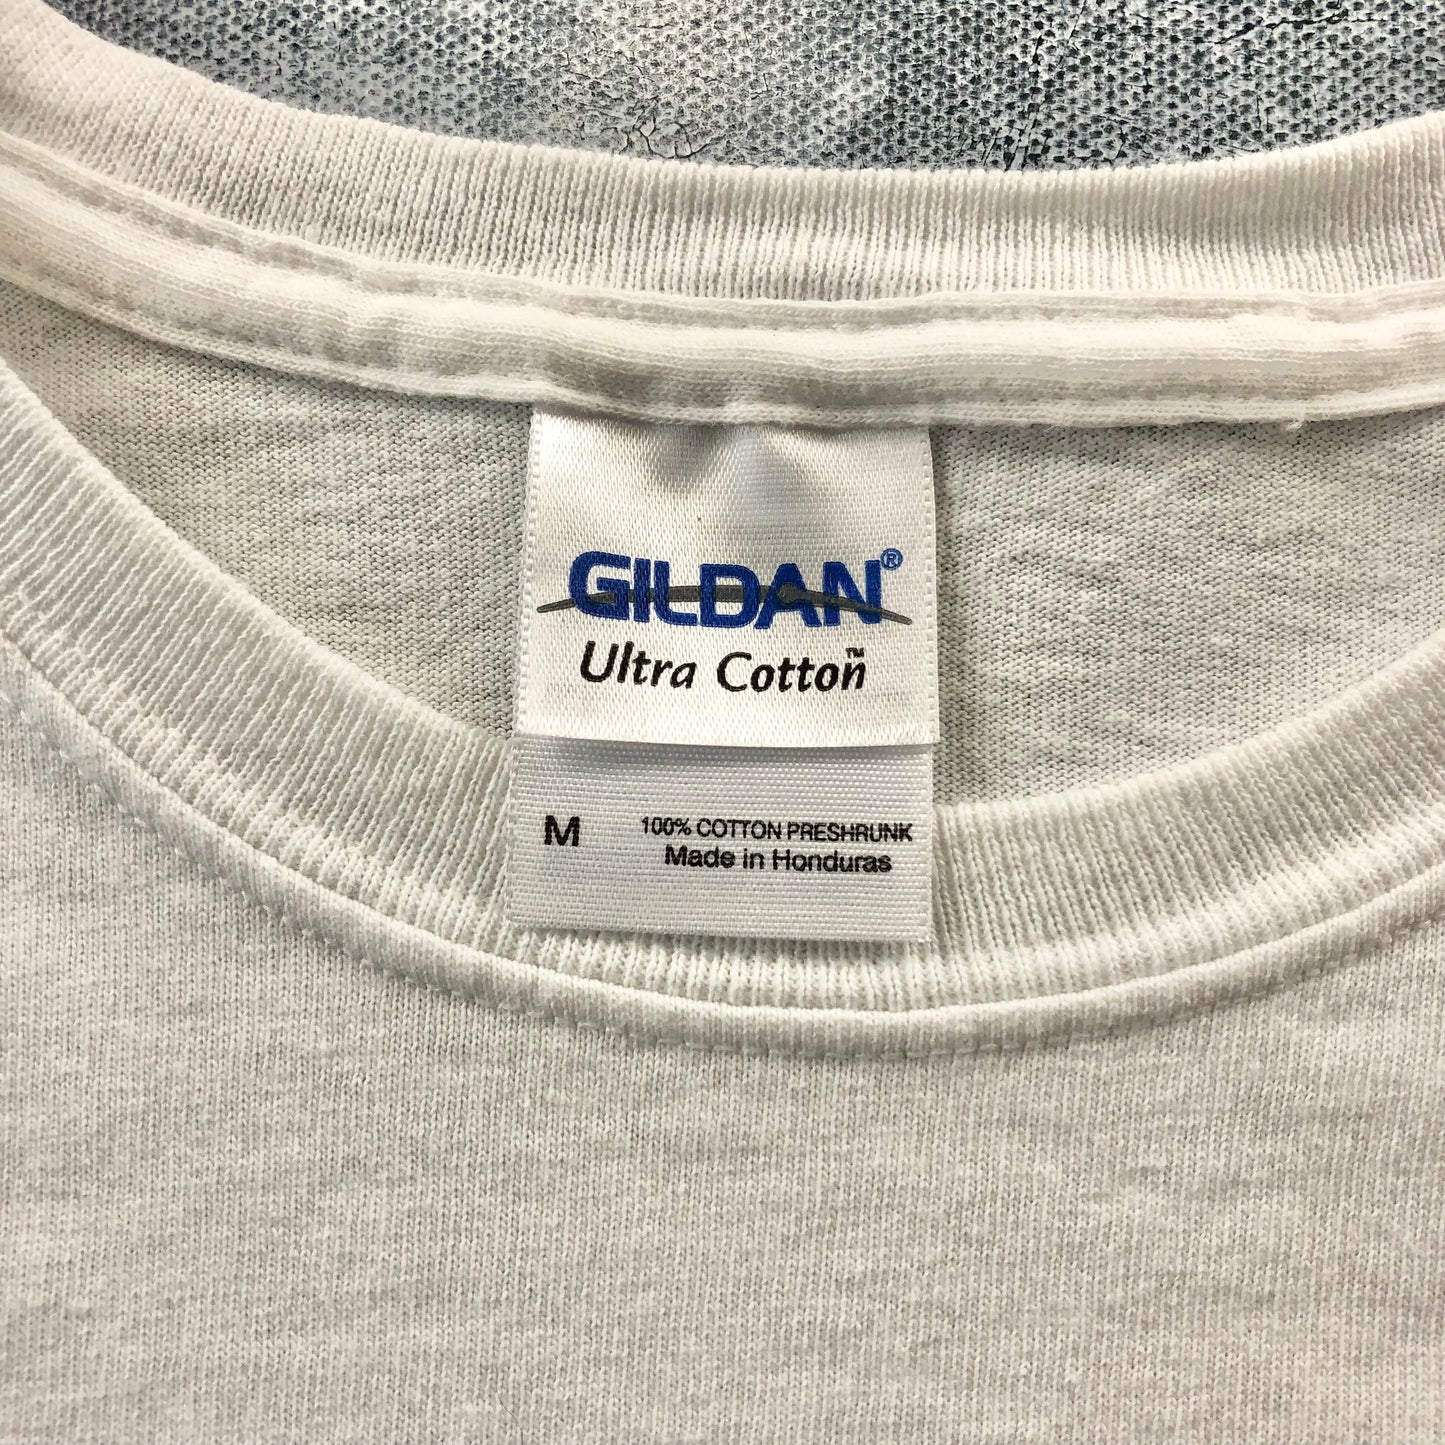 GILDAN®
Ultra Cotton™
M 100% COTTON PRESHRUNK
Made in Honduras